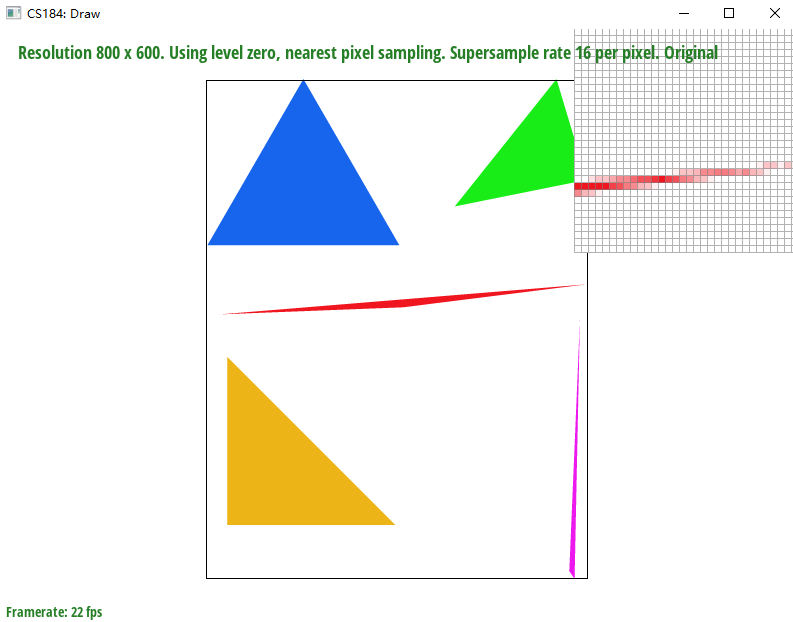 CS184: Draw
Resolution 800 x 600. Using level zero, nearest pixel sampling. Supersample rate 16 per pixel. Original
Framerate: 22 fps